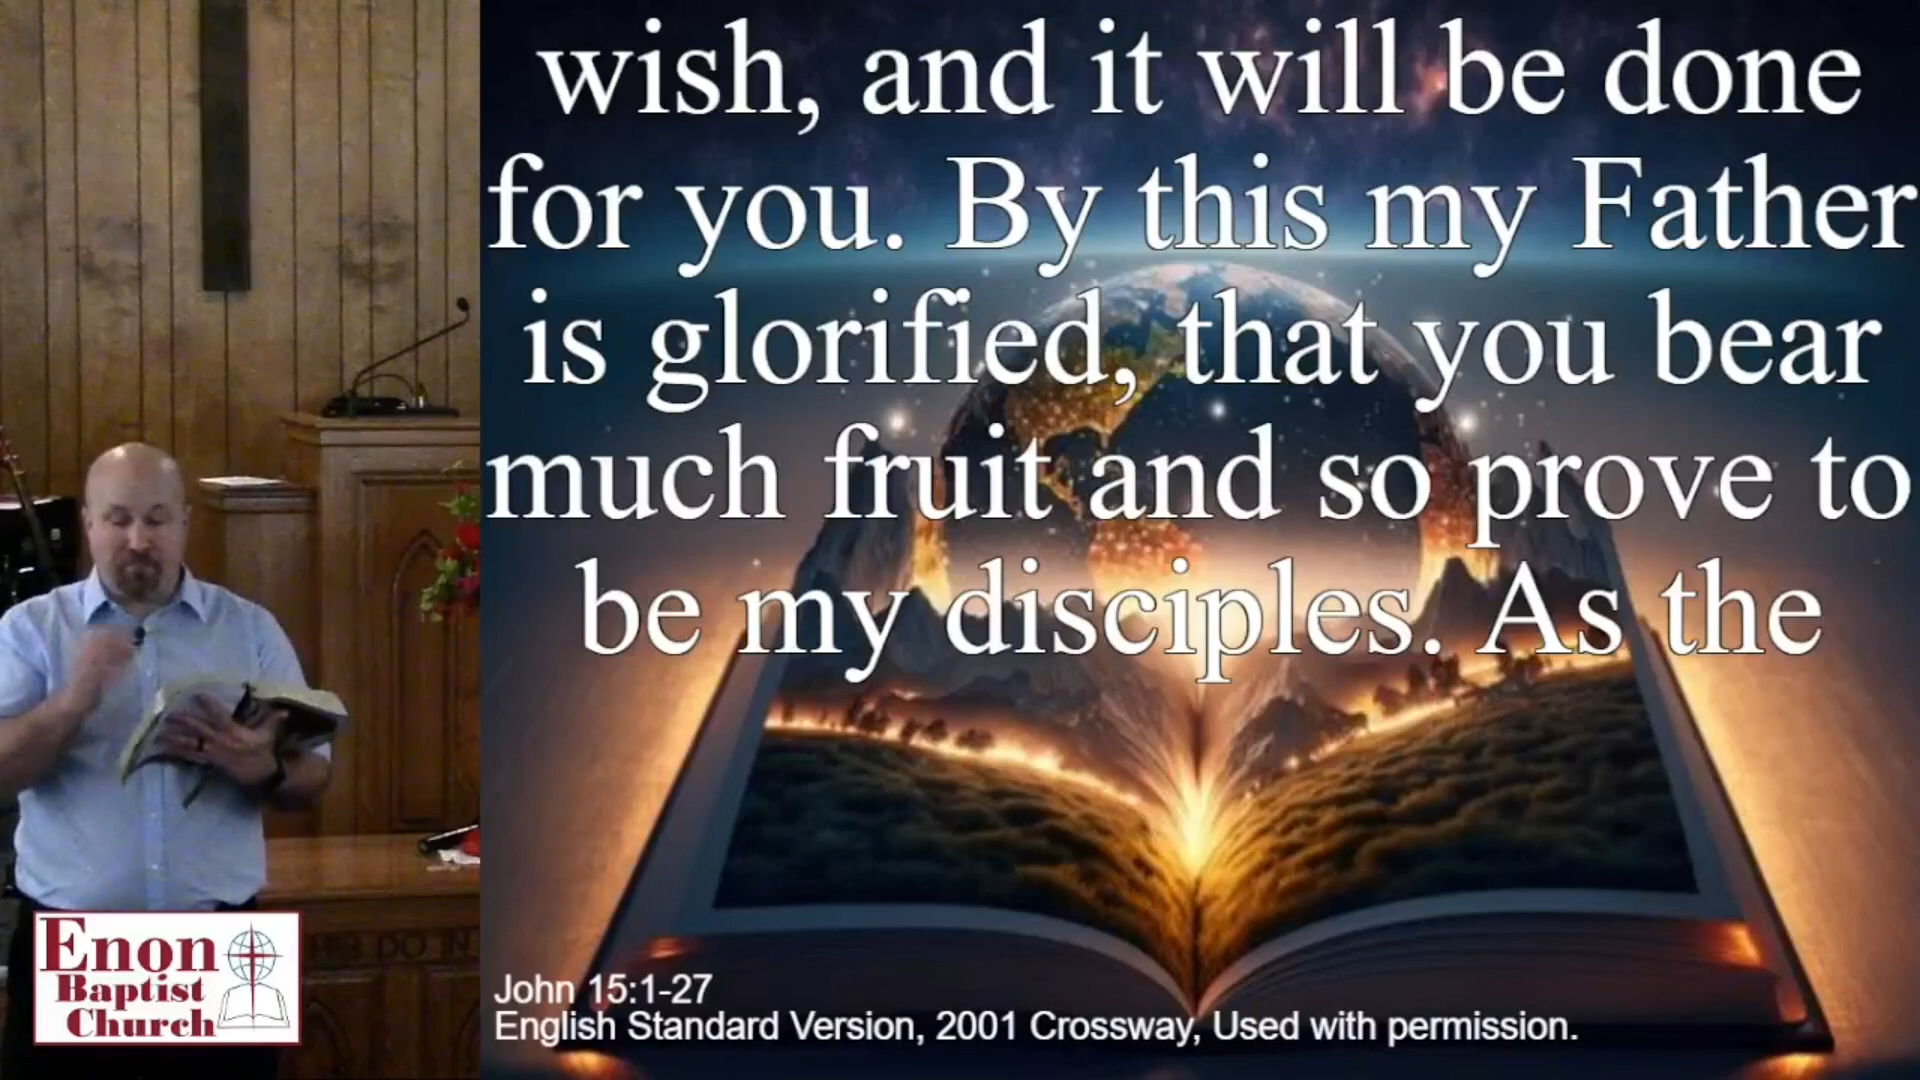 wish, and it will be done
for you. By this my Father
is glorified, that you bear
much fruit and so prove to
be my disciples. As the
John 15:1-27
English Standard Version, 2001 Crossway, Used with permission.
Enon
Baptist
Church